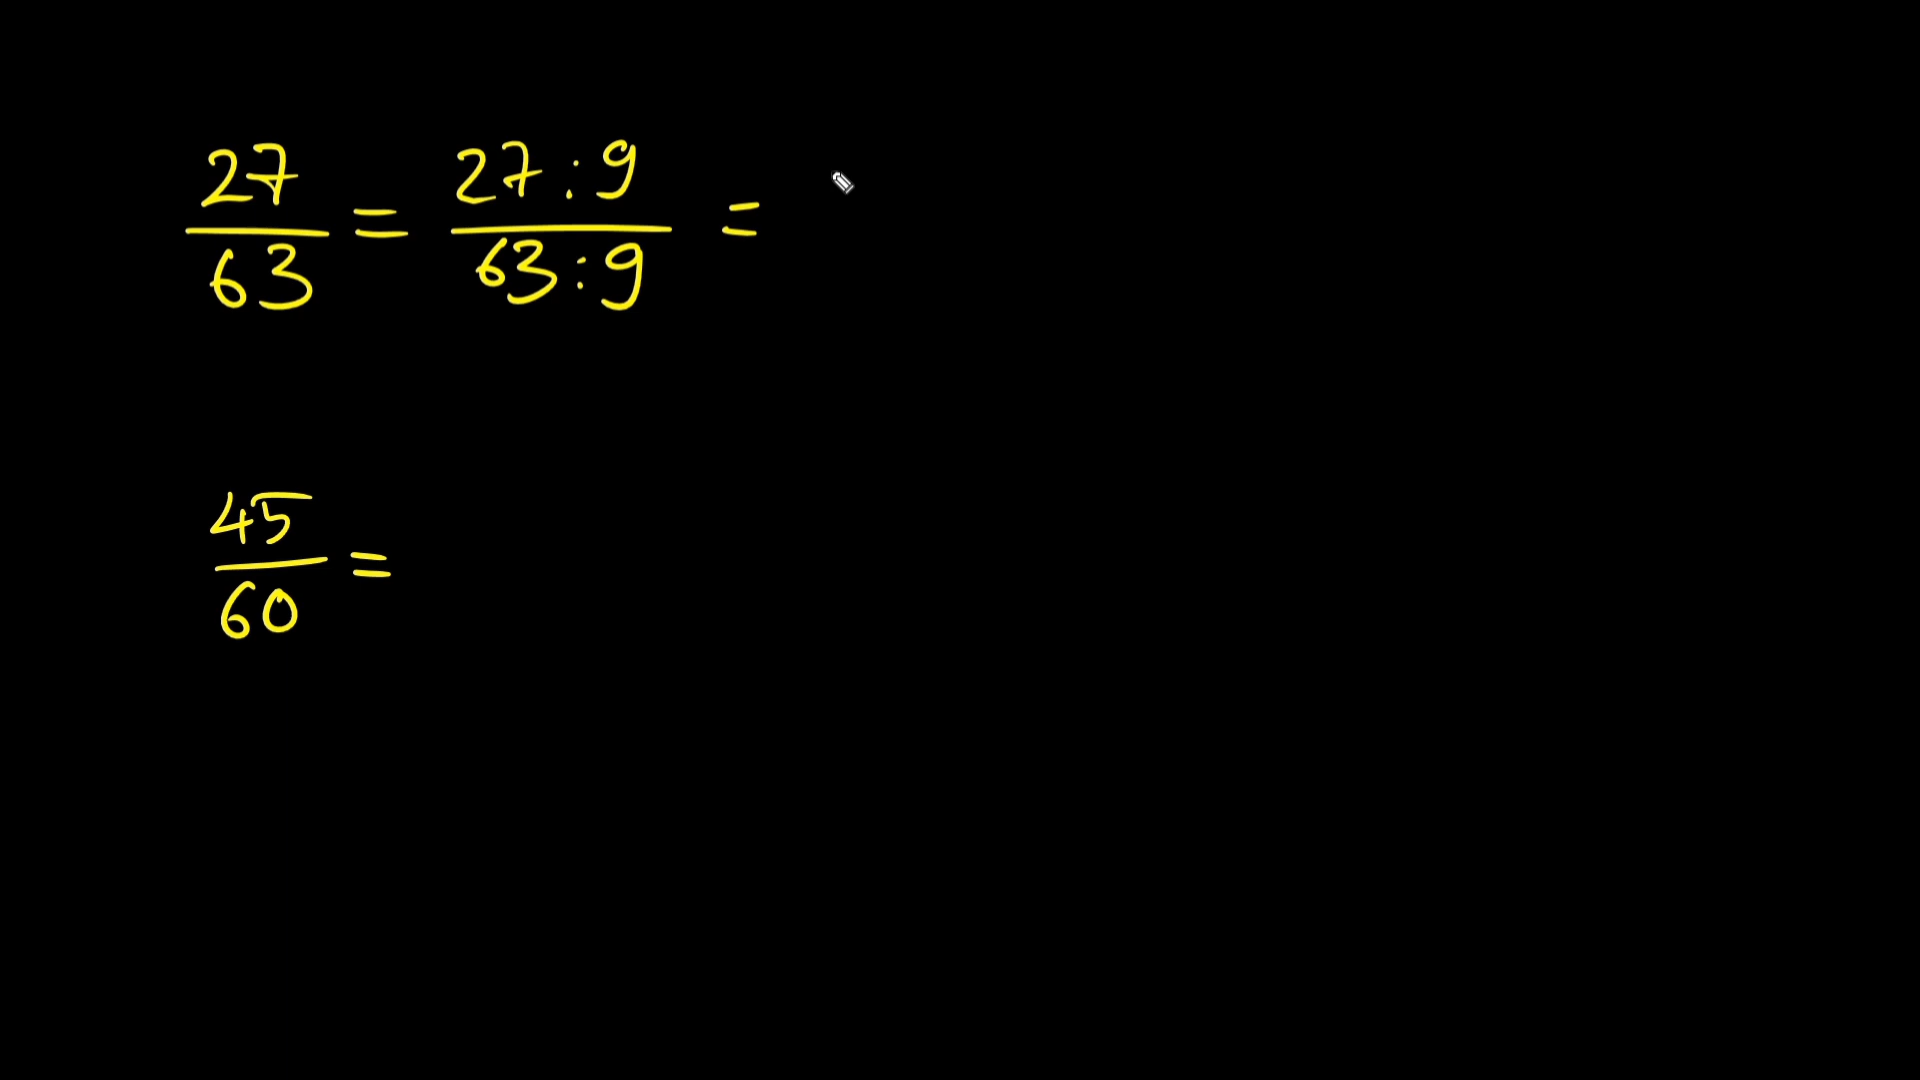 27/63 = 27:9/63:9 =
45/60 =